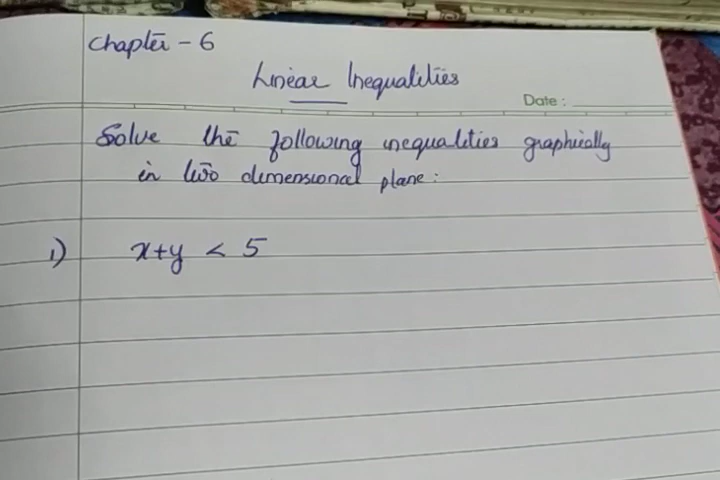 Chapter - 6
Linear Inequalities
Date :
Solve the following inequalities graphically
in two dimensional plane :
1) x+y < 5